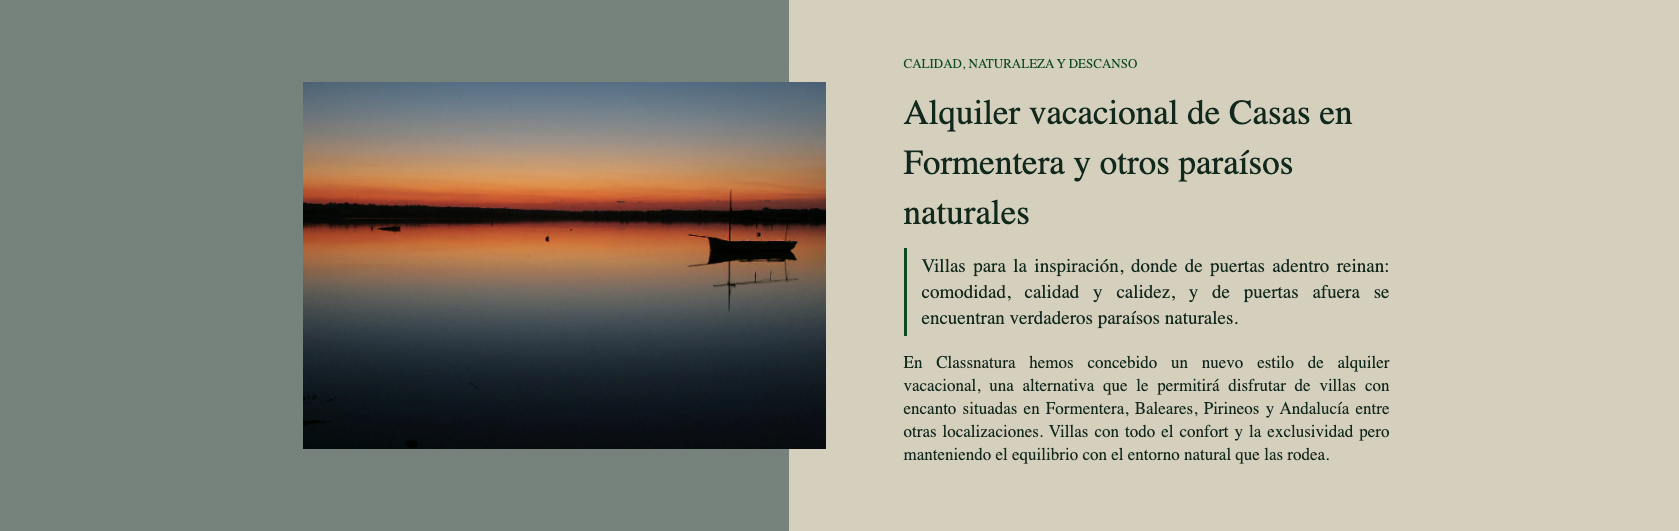 CALIDAD, NATURALEZA Y DESCANSO
Alquiler vacacional de Casas en
Formentera y otros paraísos
naturales
Villas para la inspiración, donde de puertas adentro reinan:
comodidad, calidad y calidez, y de puertas afuera se
encuentran verdaderos paraísos naturales.
En Classnatura hemos concebido un nuevo estilo de alquiler
vacacional, una alternativa que le permitirá disfrutar de villas con
encanto situadas en Formentera, Baleares, Pirineos y Andalucía entre
otras localizaciones. Villas con todo el confort y la exclusividad pero
manteniendo el equilibrio con el entorno natural que las rodea.